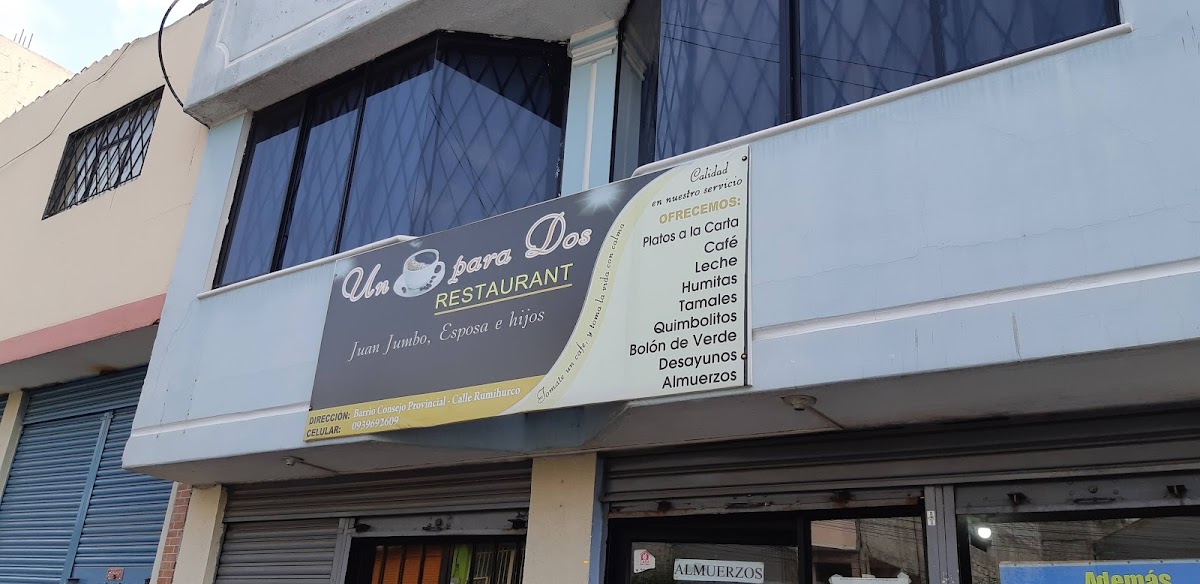 Un para Dos
RESTAURANT
Juan Jumbo, Esposa e hijos
DIRECCIÓN: Barrio Consejo Provincial - Calle Rumihurco
CELULAR: 0939692609
Tomate un café, y toma la vida con calma
Calidad
en nuestro servicio
OFRECEMOS:
Platos a la Carta
Café
Leche
Humitas
Tamales
Quimbolitos
Bolón de Verde
Desayunos
Almuerzos
ALMUERZOS
Además